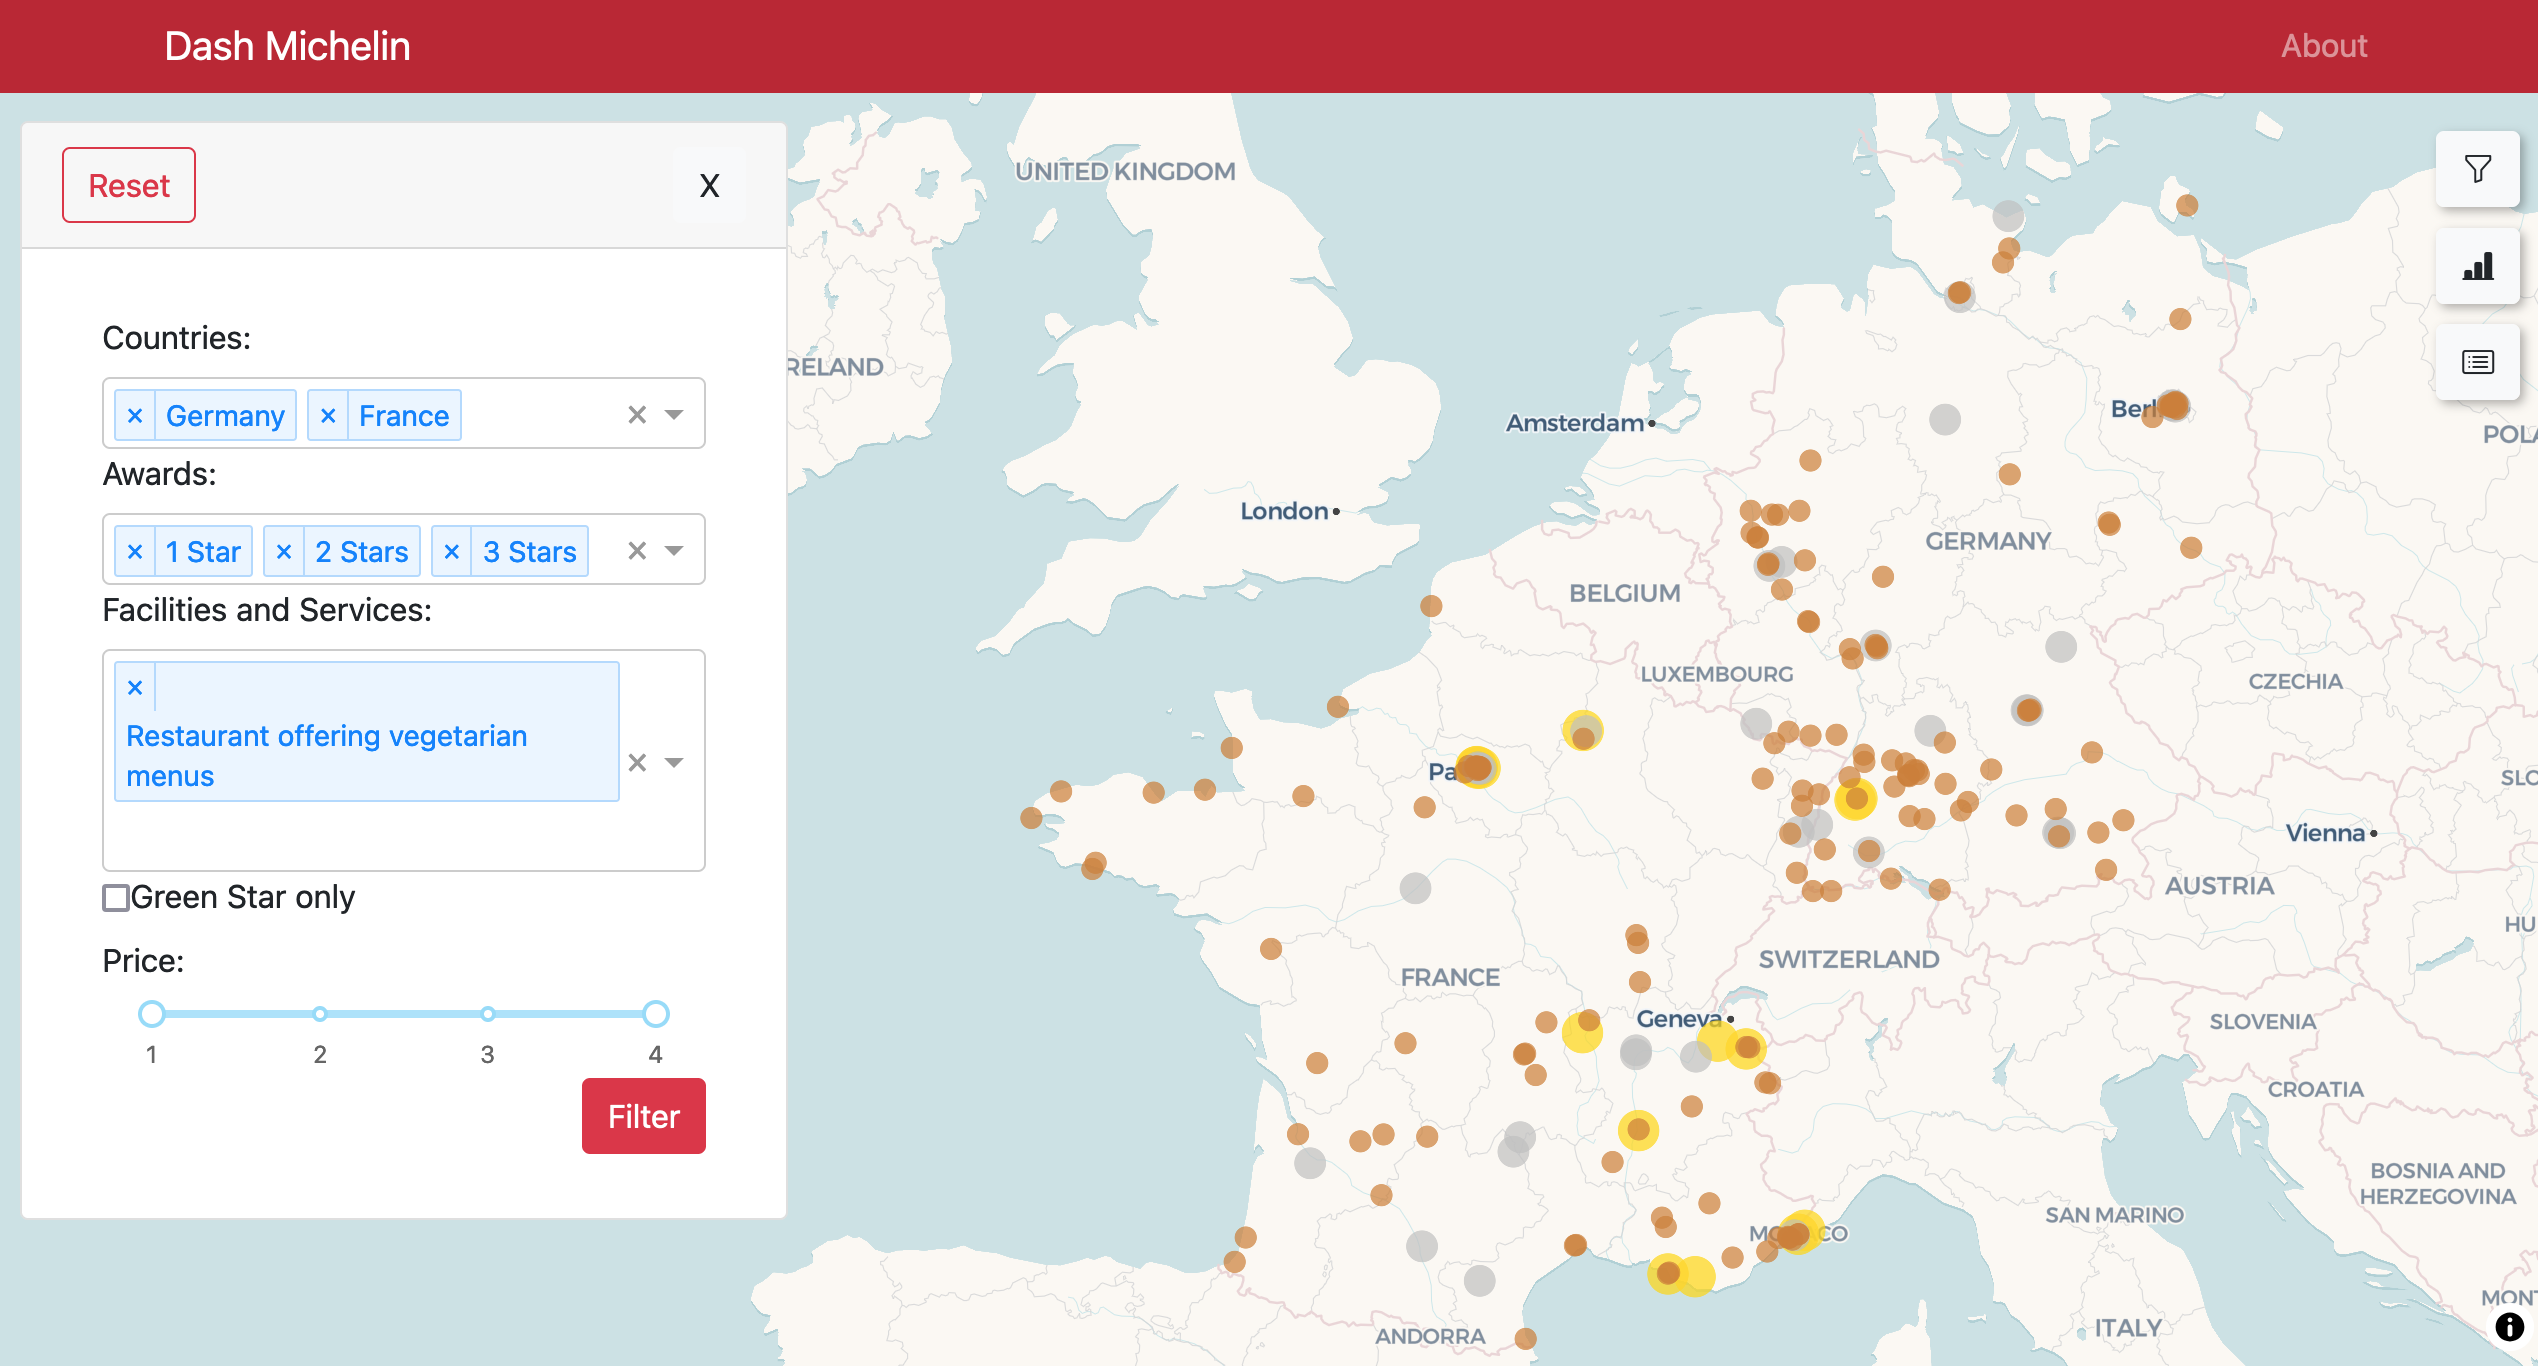 Dash Michelin
About
Reset
X
Countries:
× Germany × France
Awards:
× 1 Star × 2 Stars × 3 Stars
Facilities and Services:
×
Restaurant offering vegetarian
menus
Green Star only
Price:
1 2 3 4
Filter
UNITED KINGDOM
RELAND
Amsterdam
Berl
POLA
London
GERMANY
BELGIUM
LUXEMBOURG
CZECHIA
Pa
SLO
Vienna
AUSTRIA
HU
SWITZERLAND
FRANCE
Geneva
SLOVENIA
CROATIA
BOSNIA AND
HERZEGOVINA
SAN MARINO
MONT
ITALY
ANDORRA